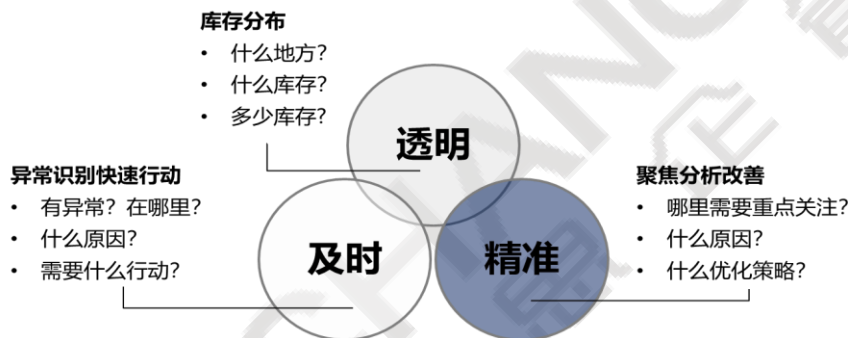 库存分布
• 什么地方?
• 什么库存?
• 多少库存?
透明
异常识别快速行动
• 有异常? 在哪里?
• 什么原因?
• 需要什么行动?
及时
精准
聚焦分析改善
• 哪里需要重点关注?
• 什么原因?
• 什么优化策略?